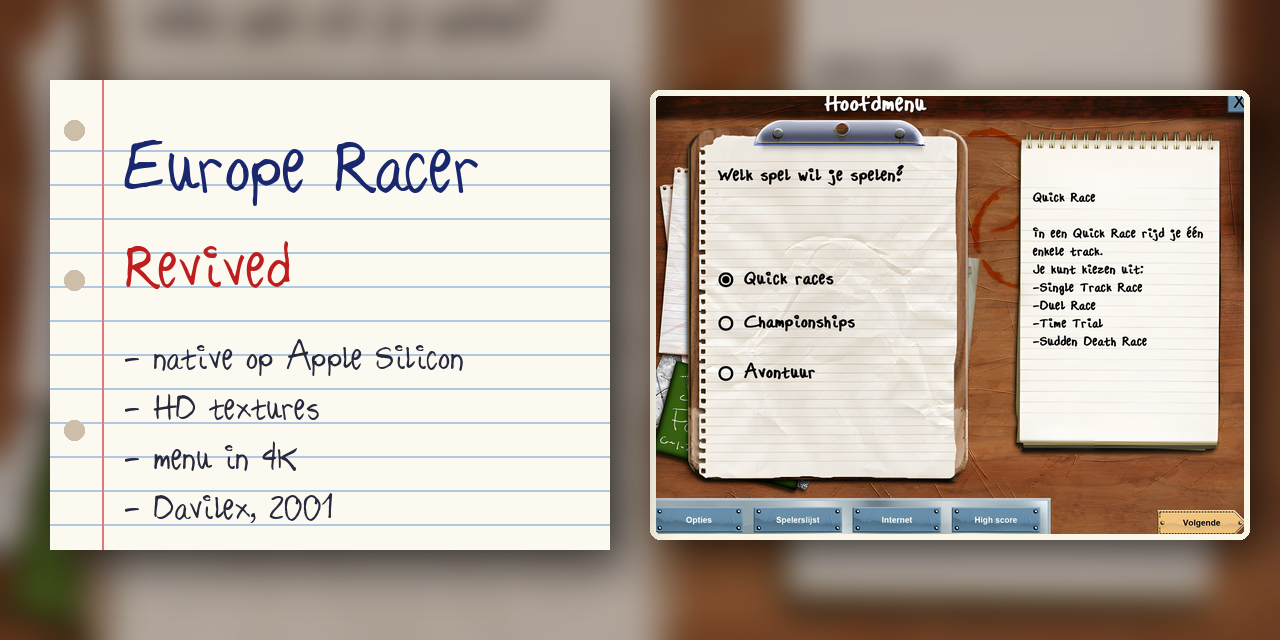 Europe Racer
Revived
- native op Apple Silicon
- HD textures
- menu in 4K
- Davilex, 2001
Hoofdmenu
X
Welk spel wil je spelen?
Quick races
Championships
Avontuur
Quick Race
in een Quick Race rijd je één
enkele track.
Je kunt kiezen uit:
-Single Track Race
-Duel Race
-Time Trial
-Sudden Death Race
Opties
Spelerslijst
Internet
High score
Volgende